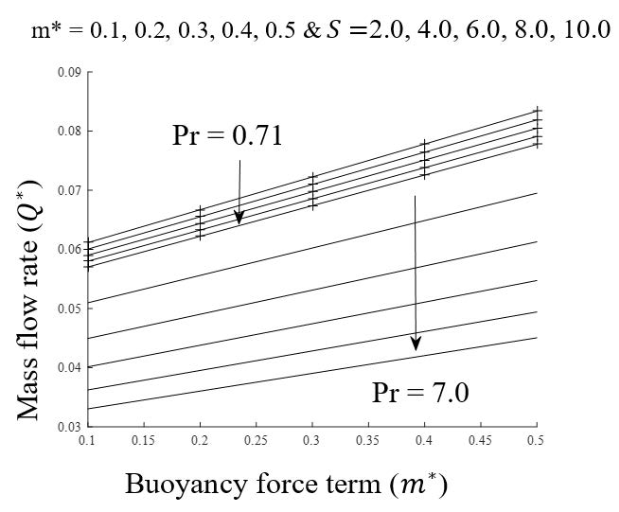 m* = 0.1, 0.2, 0.3, 0.4, 0.5 & S =2.0, 4.0, 6.0, 8.0, 10.0
0.09
0.08
0.07
0.06
0.05
0.04
0.03
Mass flow rate (Q*)
Pr = 0.71
Pr = 7.0
0.1 0.15 0.2 0.25 0.3 0.35 0.4 0.45 0.5
Buoyancy force term (m*)